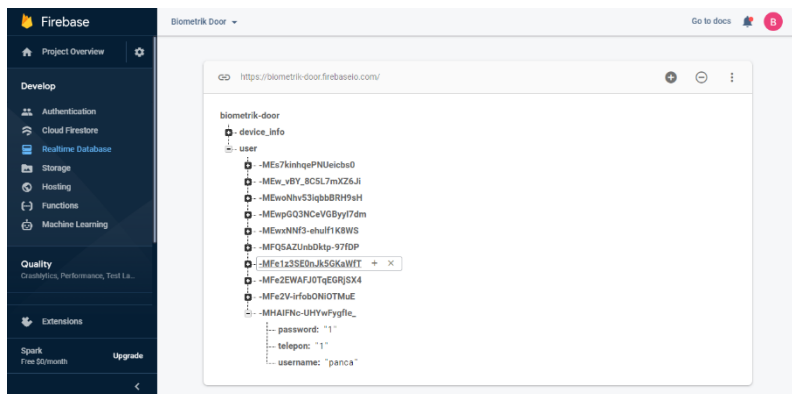 Firebase
Biometrik Door
Go to docs
B
Project Overview
https://biometrik-door.firebaseio.com/
Develop
biometrik-door
Authentication
device_info
Cloud Firestore
user
Realtime Database
-MEs7kinhqePNUeicbs0
Storage
-MEw_vBY_8C5L7mXZ6Ji
Hosting
-MEwoNhv53iqbbBRH9sH
Functions
-MEwpGQ3NCeVGByyl7dm
Machine Learning
-MEwxNNf3-ehulf1K8WS
-MFQ5AZUnbDktp-97fDP
Quality
-MFe1z3SE0nJk5GKaWfT
Crashlytics, Performance, Test La...
-MFe2EWAFJ0TqEGRjSX4
-MFe2V-irfobONiOTMuE
Extensions
-MHAIFNc-UHYwFygfle_
password: "1"
telepon: "1"
username: "panca"
Spark
Free $0/month
Upgrade